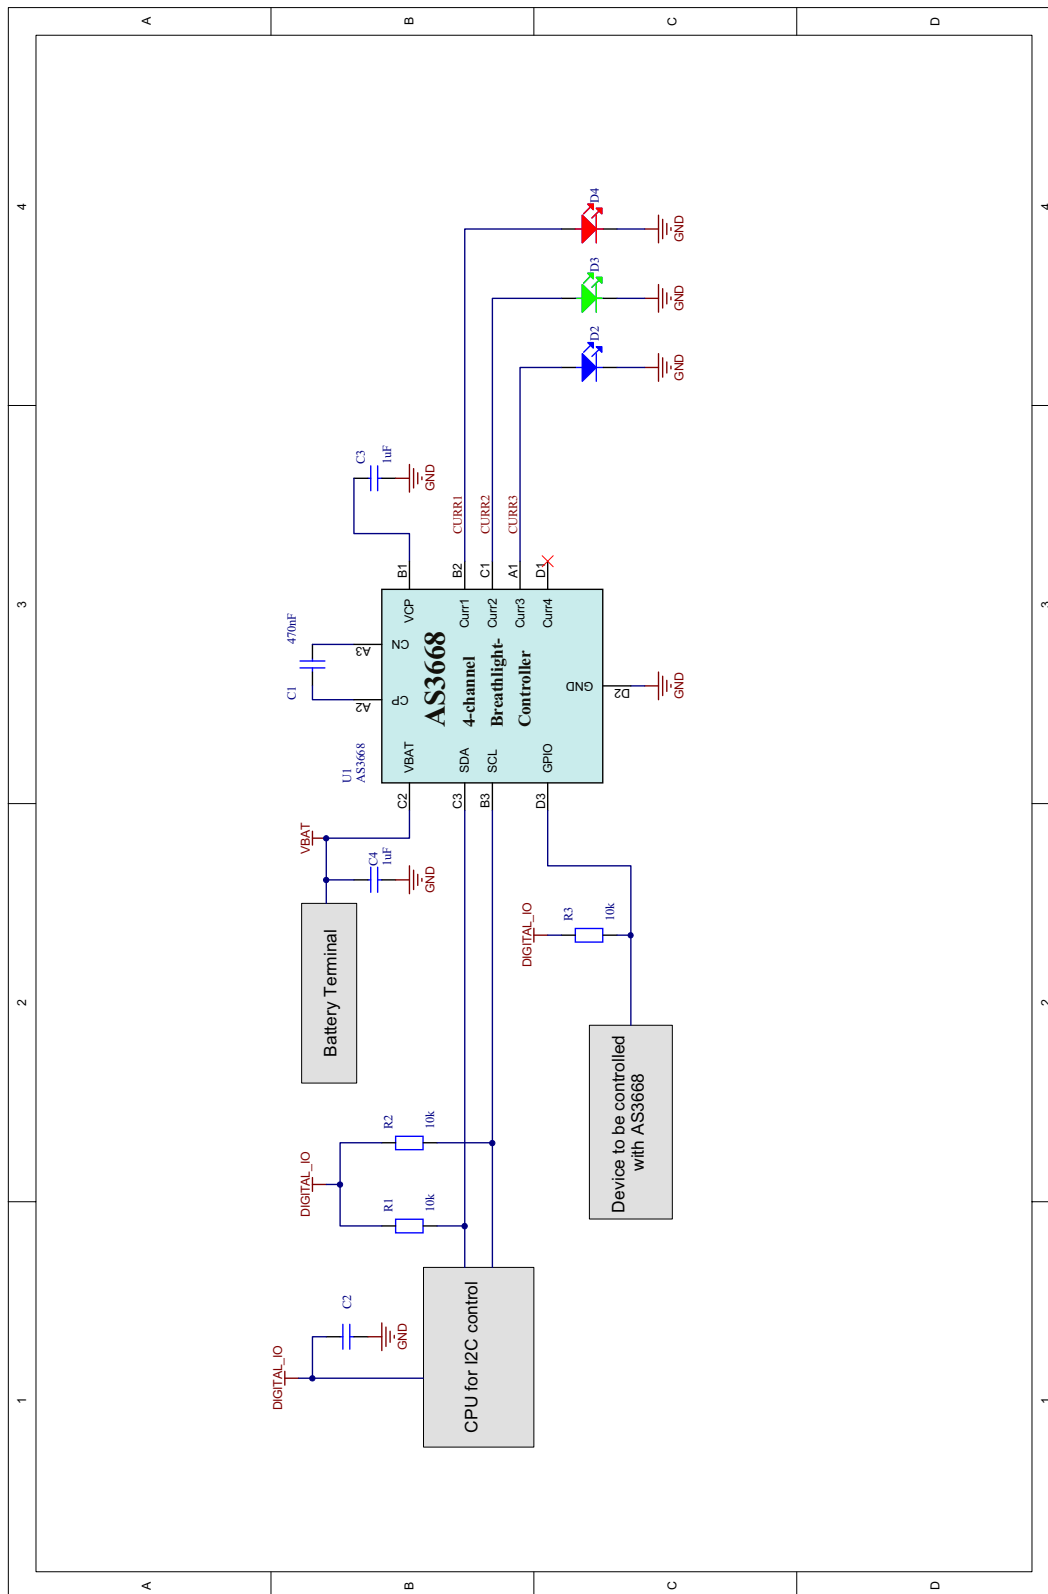 1
2
3
4
A
A
B
B
C
C
D
D
DIGITAL_IO
C2
GND
CPU for I2C control
DIGITAL_IO
R1
10k
R2
10k
Battery Terminal
VBAT
C4
1uF
GND
U1
AS3668
C1
470nF
C3
1uF
GND
C2
VBAT
A2
CP
A3
CN
VCP
B1
AS3668
4-channel
Breathlight-
Controller
C3
SDA
B3
SCL
D3
GPIO
GND
D2
GND
Curr1
B2
CURR1
Curr2
C1
CURR2
Curr3
A1
CURR3
Curr4
D1
D2
GND
D3
GND
D4
GND
DIGITAL_IO
R3
10k
Device to be controlled
with AS3668
1
2
3
4